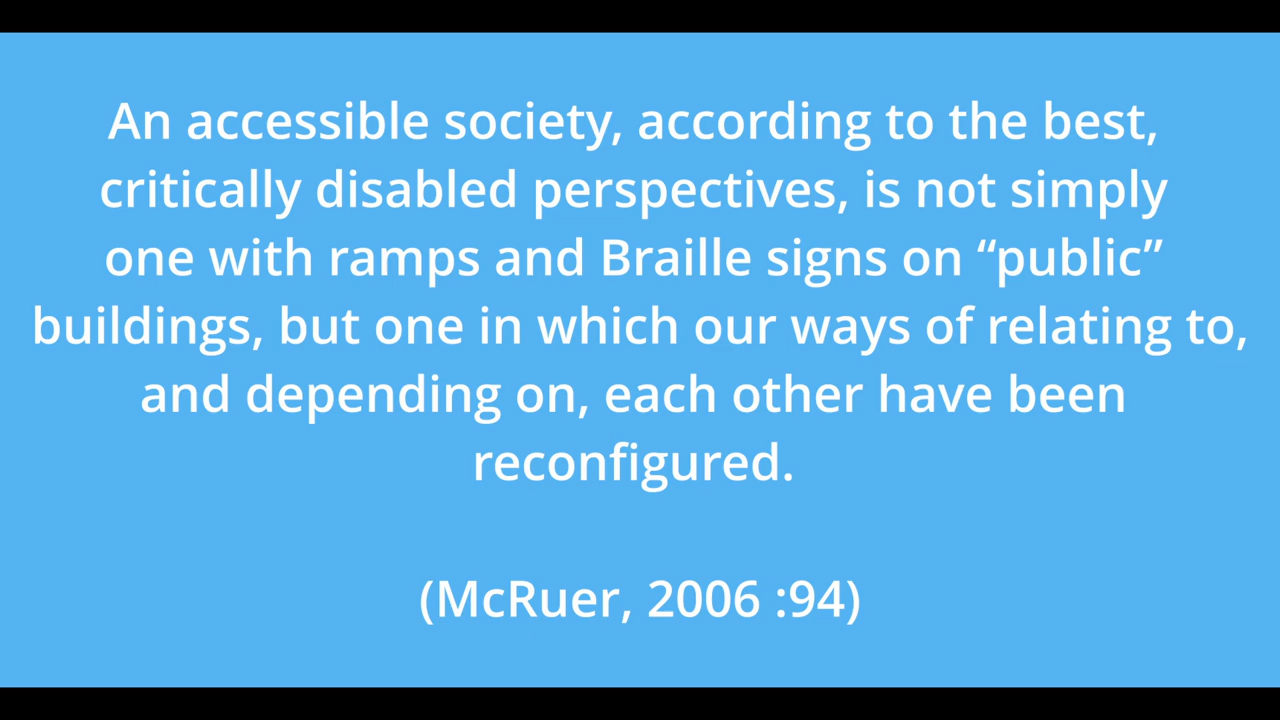 An accessible society, according to the best,
critically disabled perspectives, is not simply
one with ramps and Braille signs on “public”
buildings, but one in which our ways of relating to,
and depending on, each other have been
reconfigured.
(McRuer, 2006 :94)